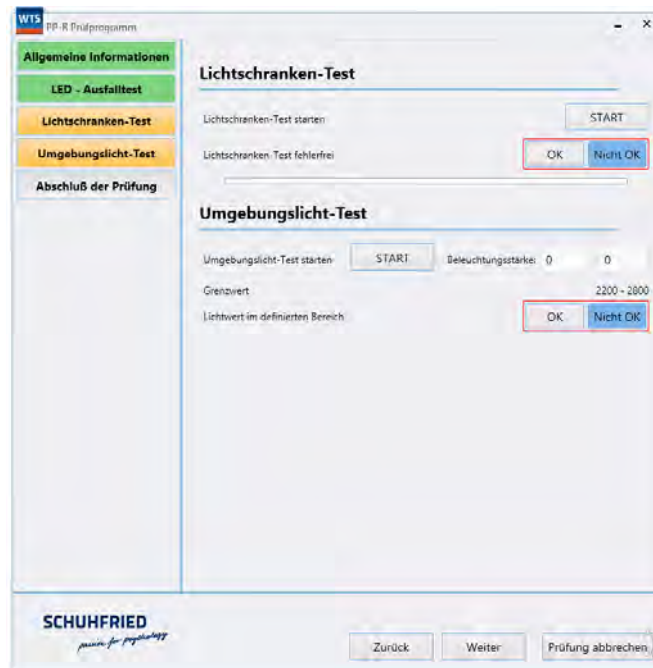 WTS PP-R Prüfprogramm
Allgemeine Informationen
LED - Ausfalltest
Lichtschranken-Test
Umgebungslicht-Test
Abschluß der Prüfung
Lichtschranken-Test
Lichtschranken-Test starten START
Lichtschranken-Test fehlerfrei OK Nicht OK
Umgebungslicht-Test
Umgebungslicht-Test starten START Beleuchtungsstärke: 0 0
Grenzwert 2200 - 2800
Lichtwert im definierten Bereich OK Nicht OK
SCHUHFRIED
Zurück Weiter Prüfung abbrechen